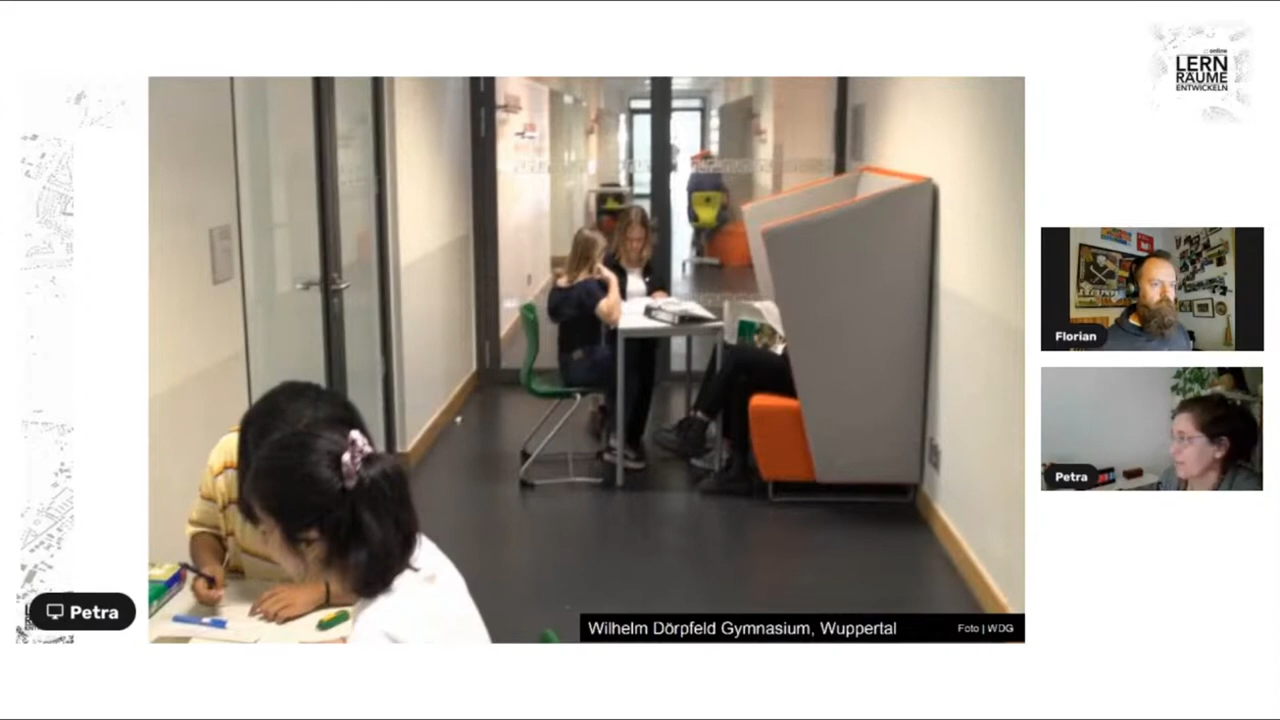 :: online
LERN
RÄUME
ENTWICKELN
Florian
Petra
Petra
Wilhelm Dörpfeld Gymnasium, Wuppertal
Foto | WDG